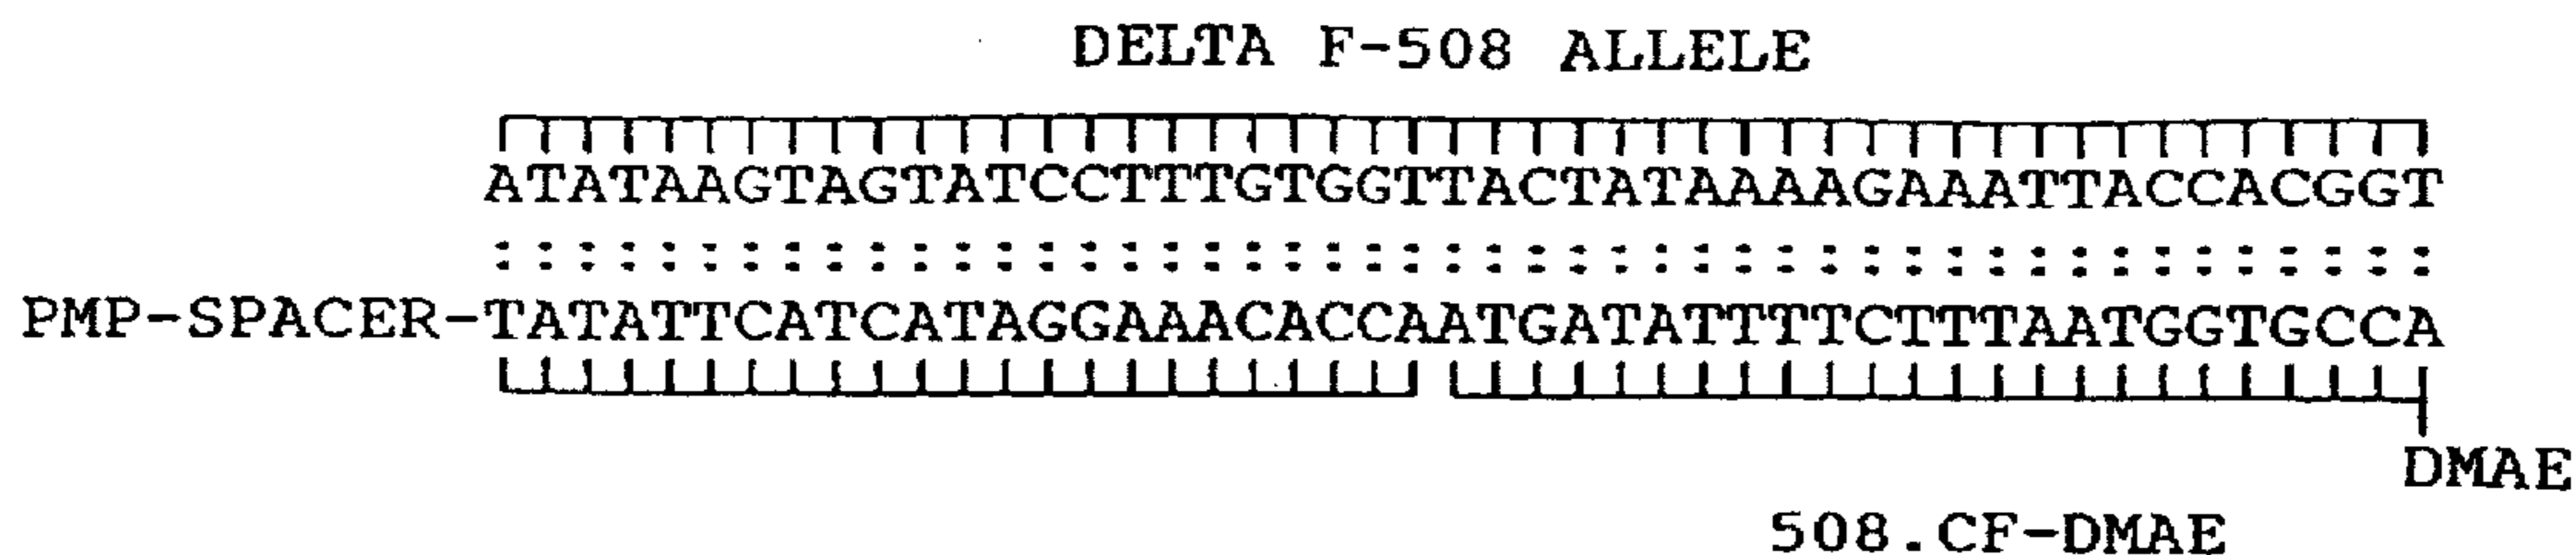 DELTA F-508 ALLELE
ATATAAGTAGTATCCTTTGTGGTTACTATAAAAGAAATTACCACGGT
PMP-SPACER-TATATTCATCATAGGAAACACCAATGATATTTTCTTTAATGGTGCCA
DMAE
508.CF-DMAE